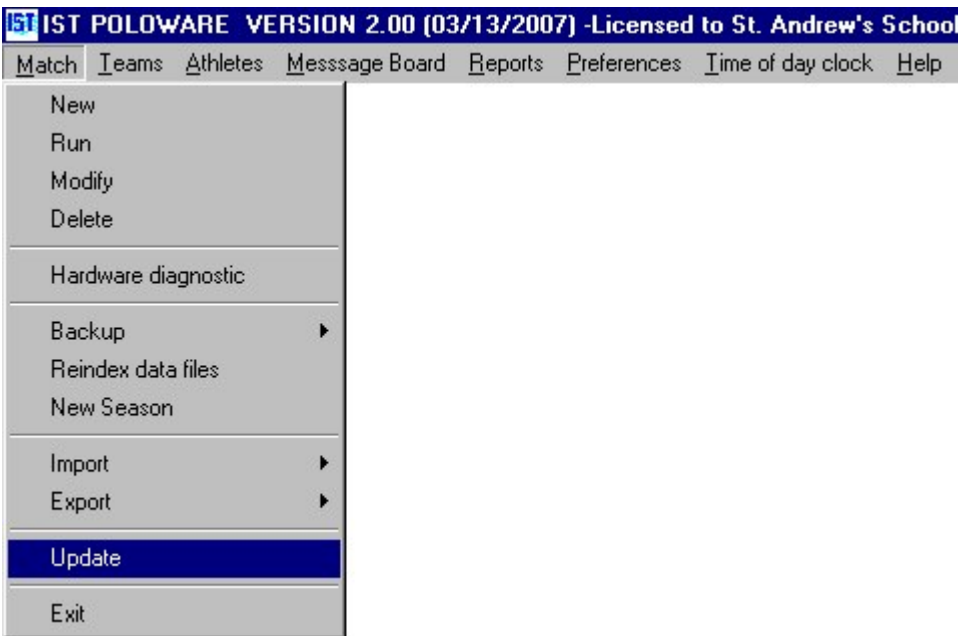 IST IST POLOWARE VERSION 2.00 (03/13/2007) -Licensed to St. Andrew's School
Match Teams Athletes Messsage Board Reports Preferences Time of day clock Help
New
Run
Modify
Delete
Hardware diagnostic
Backup
Reindex data files
New Season
Import
Export
Update
Exit